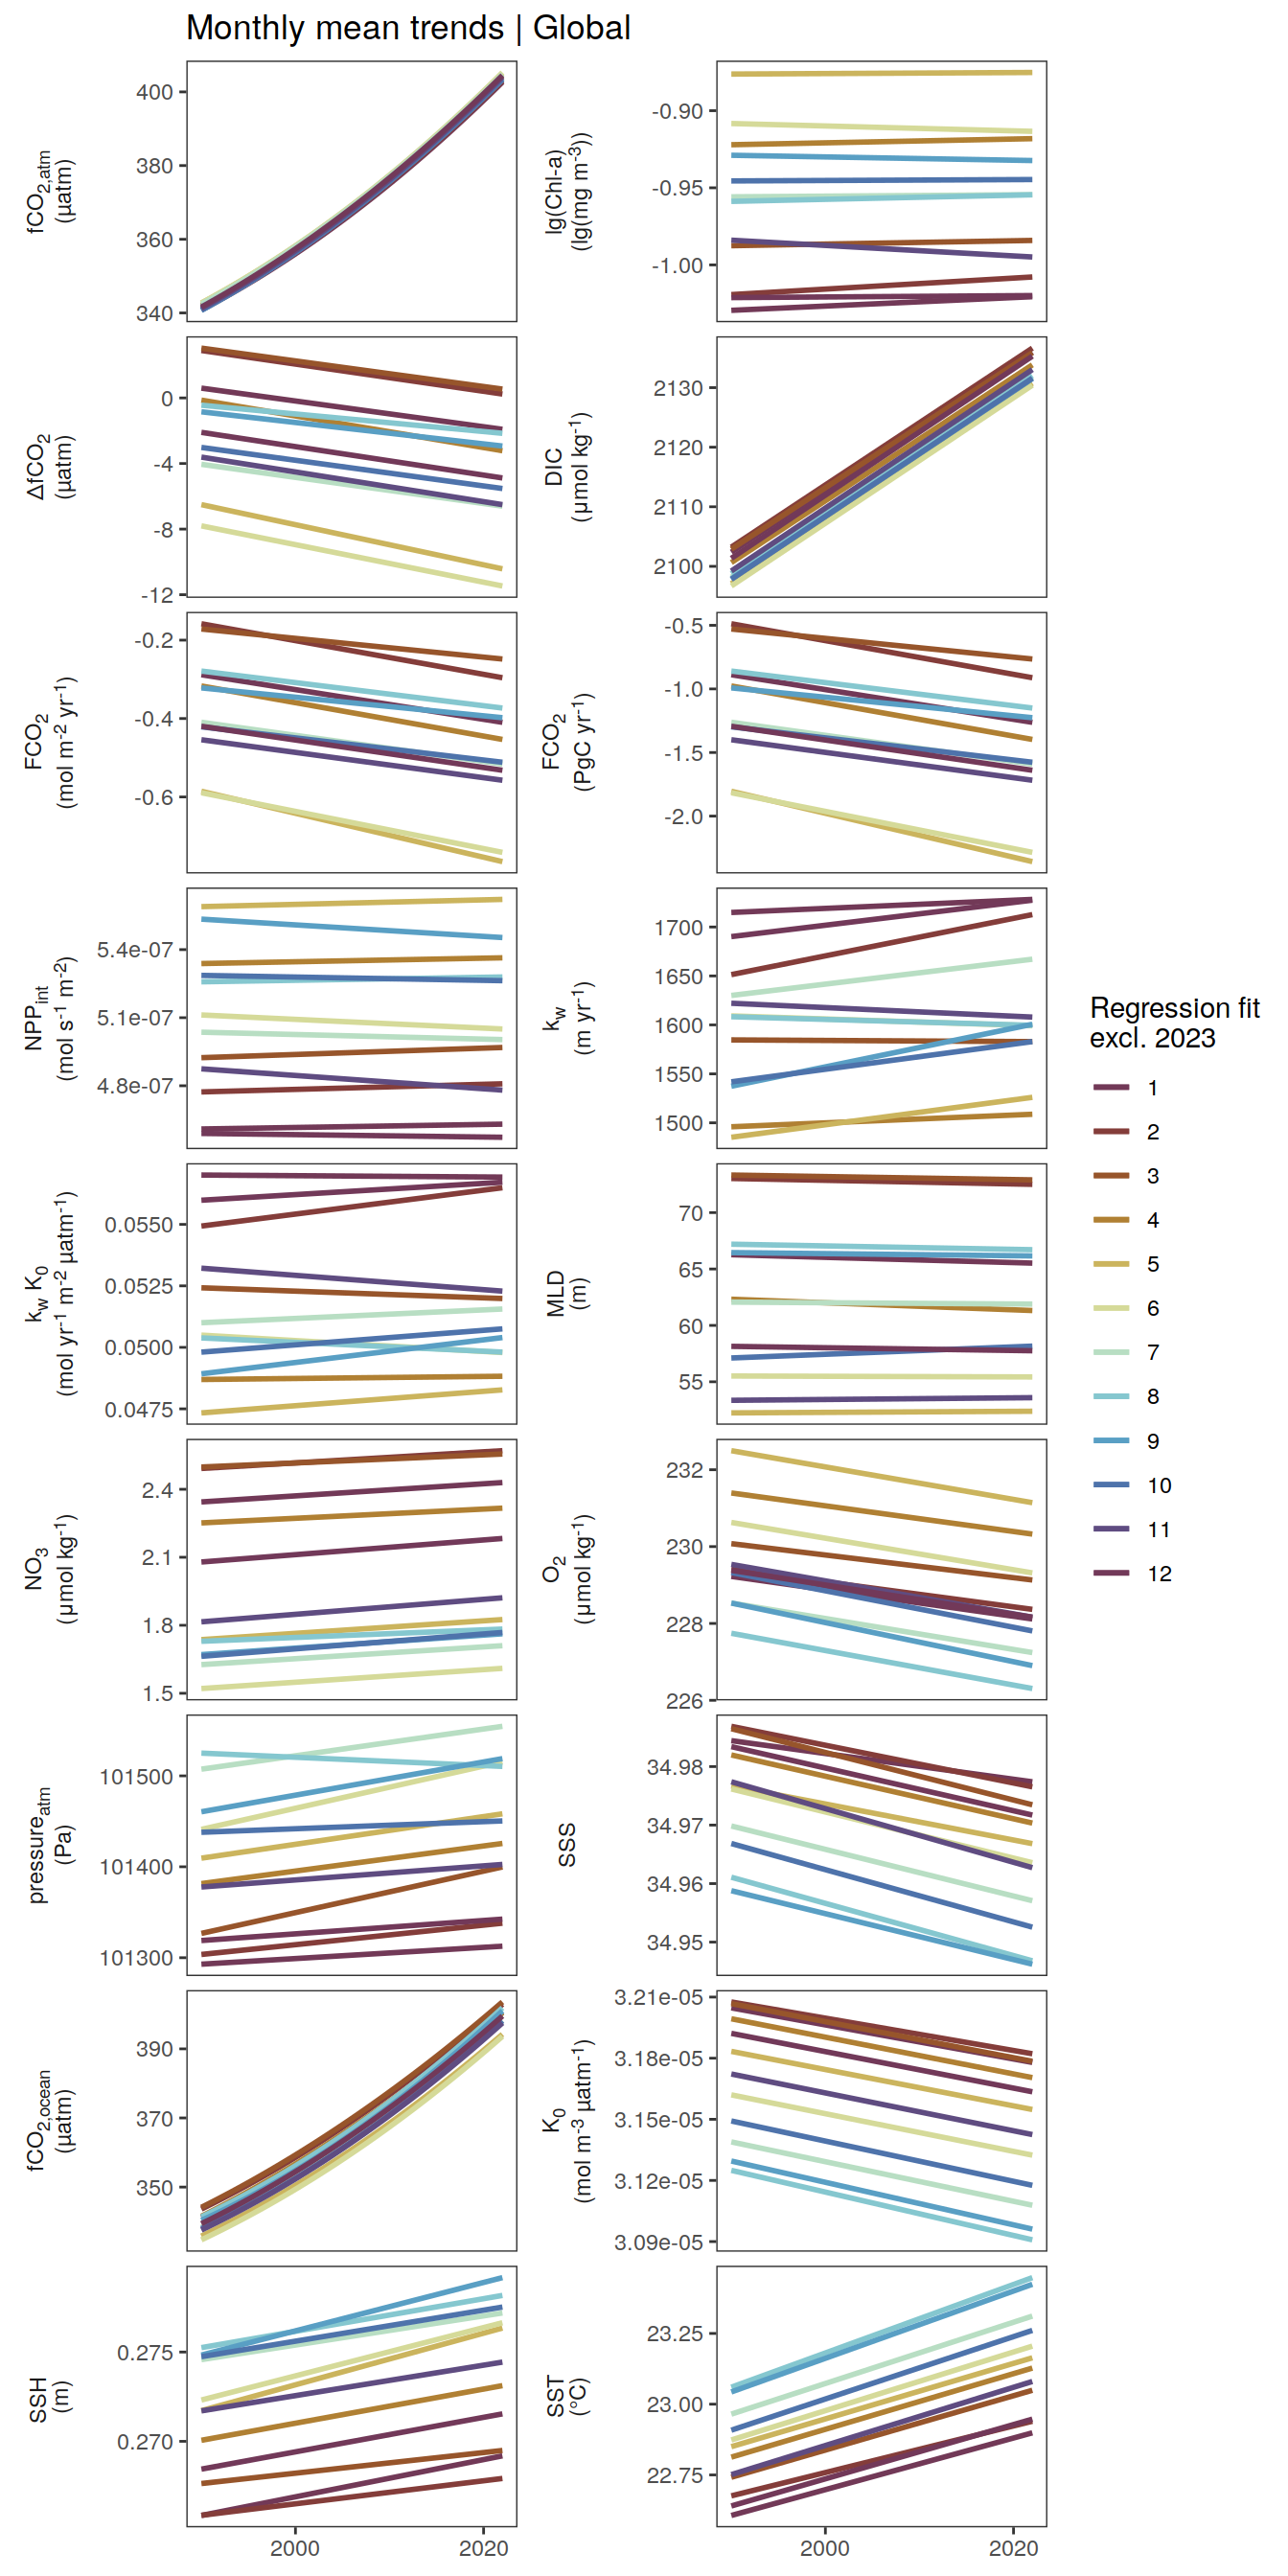 Monthly mean trends | Global
fCO2,atm
(µatm)
400
380
360
340
lg(Chl-a)
(lg(mg m-3))
-0.90
-0.95
-1.00
ΔfCO2
(µatm)
0
-4
-8
-12
DIC
(µmol kg-1)
2130
2120
2110
2100
FCO2
(mol m-2 yr-1)
-0.2
-0.4
-0.6
FCO2
(PgC yr-1)
-0.5
-1.0
-1.5
-2.0
NPPint
(mol s-1 m-2)
5.4e-07
5.1e-07
4.8e-07
kw
(m yr-1)
1700
1650
1600
1550
1500
kw K0
(mol yr-1 m-2 µatm-1)
0.0550
0.0525
0.0500
0.0475
MLD
(m)
70
65
60
55
NO3
(µmol kg-1)
2.4
2.1
1.8
1.5
O2
(µmol kg-1)
232
230
228
226
pressureatm
(Pa)
101500
101400
101300
SSS
34.98
34.97
34.96
34.95
fCO2,ocean
(µatm)
390
370
350
K0
(mol m-3 µatm-1)
3.21e-05
3.18e-05
3.15e-05
3.12e-05
3.09e-05
SSH
(m)
0.275
0.270
SST
(°C)
23.25
23.00
22.75
2000
2020
2000
2020
Regression fit
excl. 2023
1
2
3
4
5
6
7
8
9
10
11
12